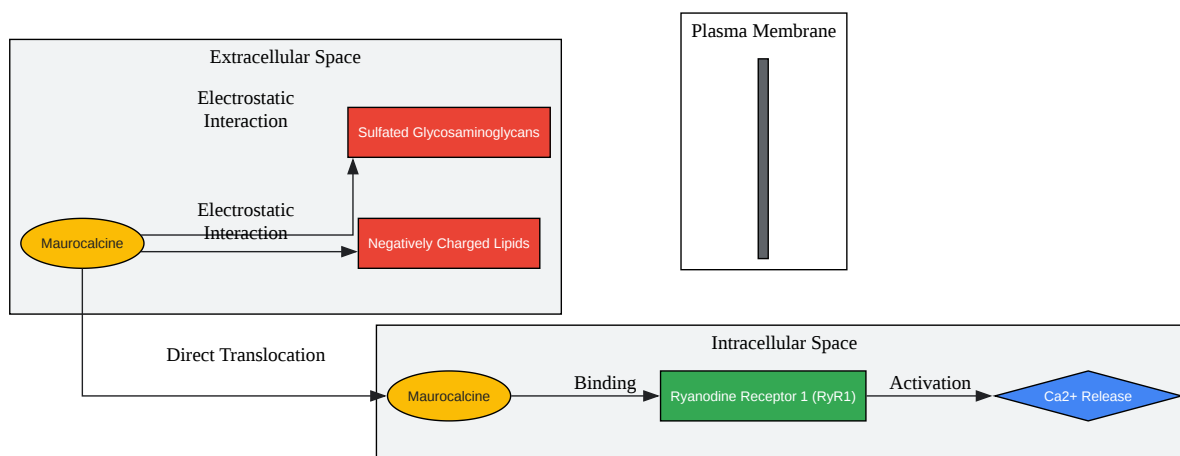 Plasma Membrane
Extracellular Space
Electrostatic
Interaction
Sulfated Glycosaminoglycans
Electrostatic
Interaction
Maurocalcine
Negatively Charged Lipids
Direct Translocation
Intracellular Space
Maurocalcine
Binding
Ryanodine Receptor 1 (RyR1)
Activation
Ca2+ Release